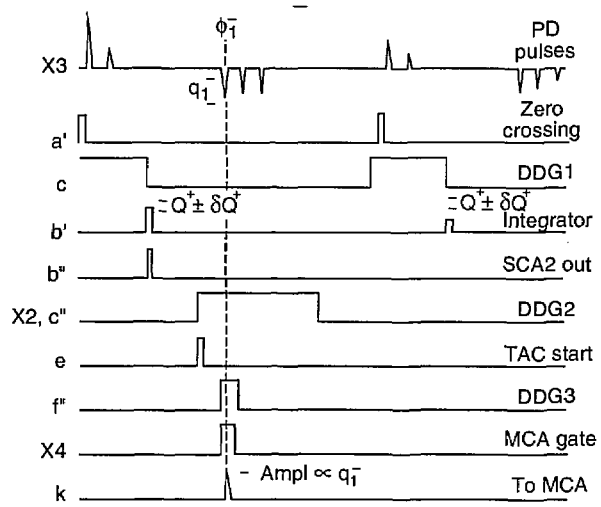 ϕ₁⁻
PD
pulses
X3
q₁⁻
Zero
crossing
a'
c
DDG1
Q⁺ ± δQ⁺
Q⁺ ± δQ⁺
b'
Integrator
b"
SCA2 out
X2, c"
DDG2
e
TAC start
f"
DDG3
X4
MCA gate
Ampl ∝ q₁⁻
k
To MCA